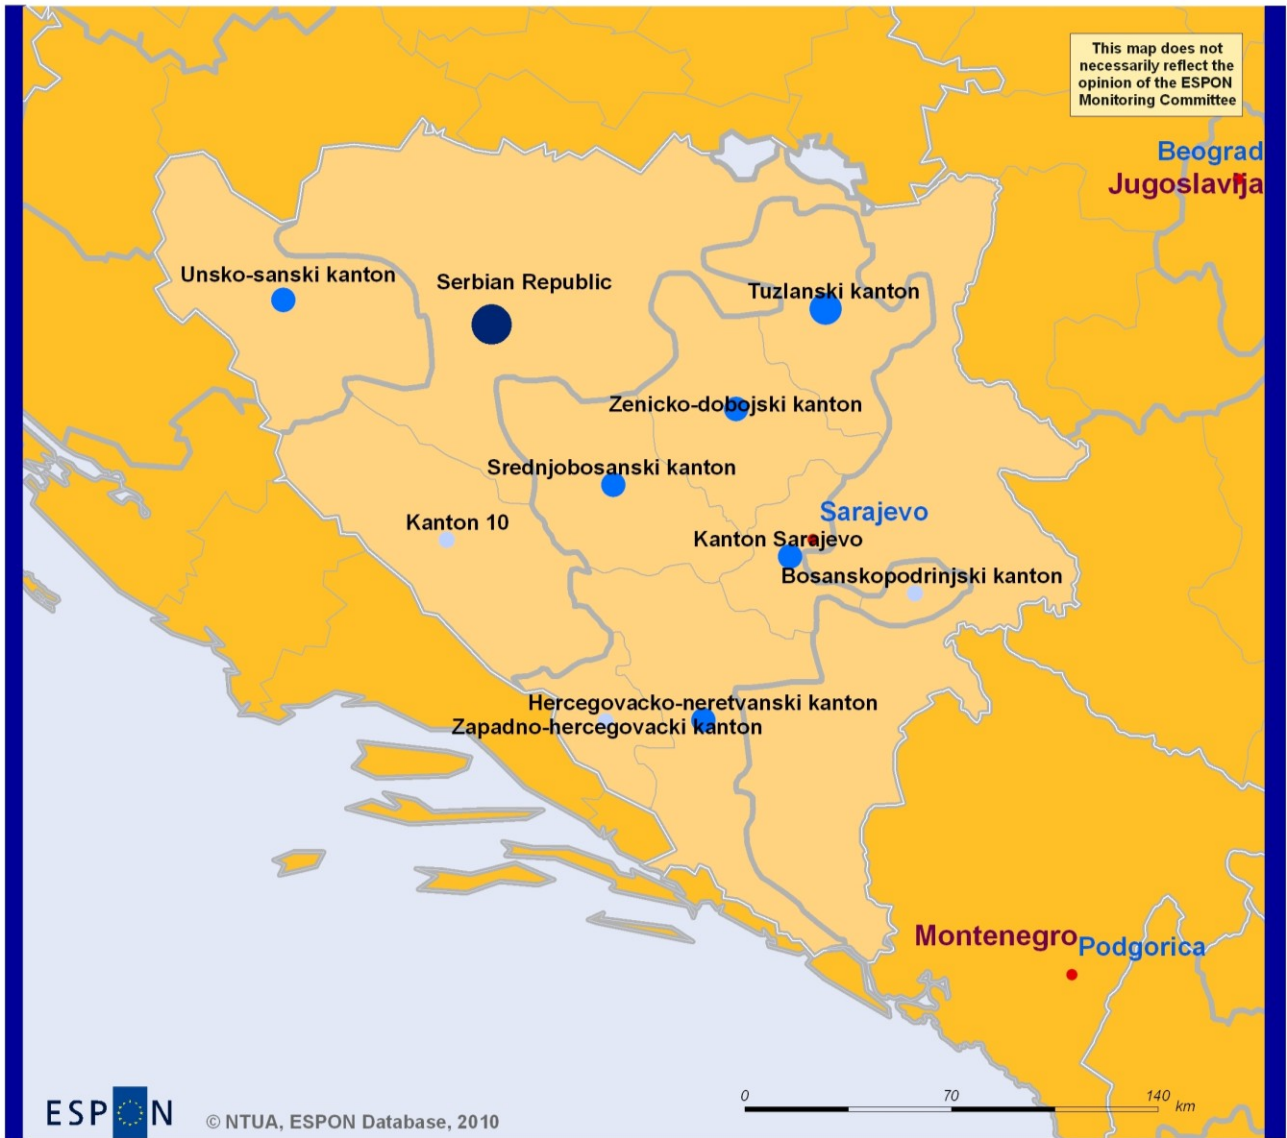 This map does not
necessarily reflect the
opinion of the ESPON
Monitoring Committee
Beograd
Jugoslavija
Unsko-sanski kanton
Serbian Republic
Tuzlanski kanton
Zenicko-dobojski kanton
Srednjobosanski kanton
Kanton 10
Sarajevo
Kanton Sarajevo
Bosanskopodrinjski kanton
Hercegovacko-neretvanski kanton
Zapadno-hercegovacki kanton
Montenegro
Podgorica
0 70 140 km
ESPON
© NTUA, ESPON Database, 2010